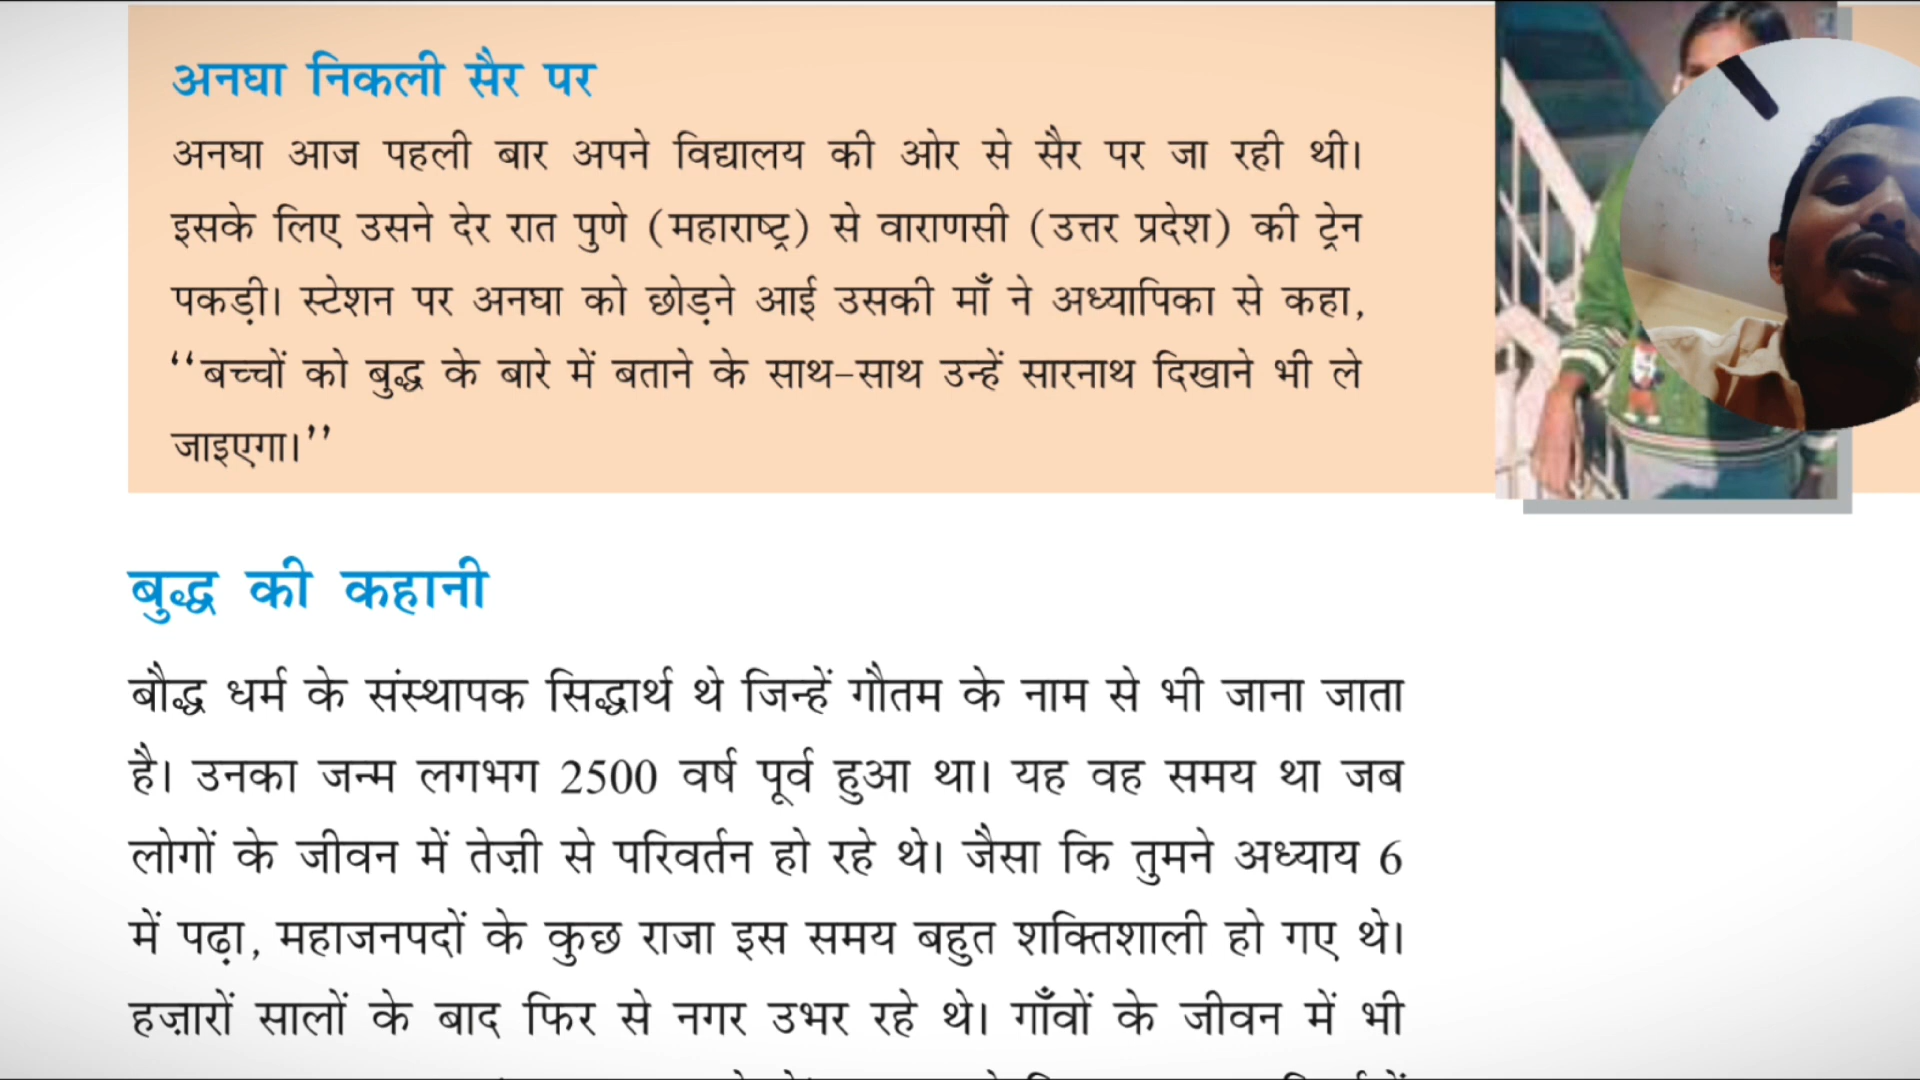 अनघा निकली सैर पर
अनघा आज पहली बार अपने विद्यालय की ओर से सैर पर जा रही थी।
इसके लिए उसने देर रात पुणे (महाराष्ट्र) से वाराणसी (उत्तर प्रदेश) की ट्रेन
पकड़ी। स्टेशन पर अनघा को छोड़ने आई उसकी माँ ने अध्यापिका से कहा,
‘‘बच्चों को बुद्ध के बारे में बताने के साथ-साथ उन्हें सारनाथ दिखाने भी ले
जाइएगा।’’
बुद्ध की कहानी
बौद्ध धर्म के संस्थापक सिद्धार्थ थे जिन्हें गौतम के नाम से भी जाना जाता
है। उनका जन्म लगभग 2500 वर्ष पूर्व हुआ था। यह वह समय था जब
लोगों के जीवन में तेज़ी से परिवर्तन हो रहे थे। जैसा कि तुमने अध्याय 6
में पढ़ा, महाजनपदों के कुछ राजा इस समय बहुत शक्तिशाली हो गए थे।
हज़ारों सालों के बाद फिर से नगर उभर रहे थे। गाँवों के जीवन में भी